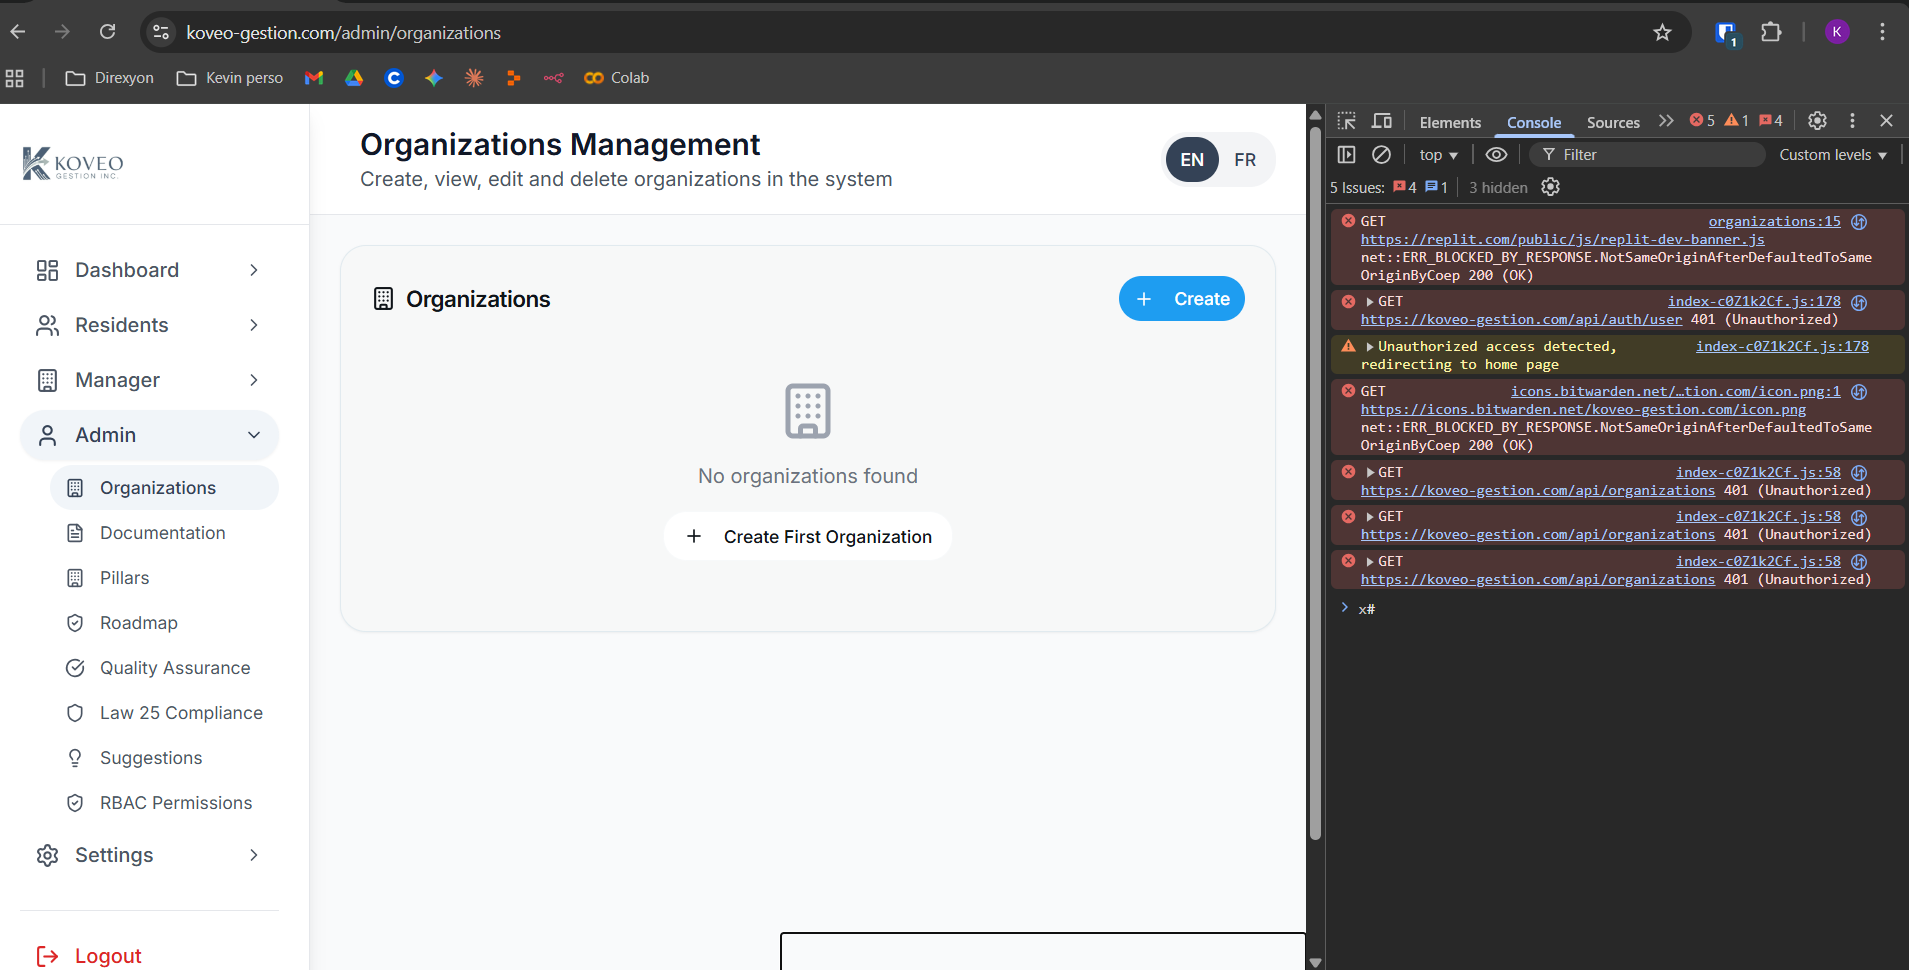 koveo-gestion.com/admin/organizations
1
K
Direxyon
Kevin perso
Colab
KOVEO
GESTION INC.
Dashboard
Residents
Manager
Admin
Organizations
Documentation
Pillars
Roadmap
Quality Assurance
Law 25 Compliance
Suggestions
RBAC Permissions
Settings
Logout
Organizations Management
Create, view, edit and delete organizations in the system
EN FR
Organizations
+ Create
No organizations found
+ Create First Organization
Elements Console Sources 5 1 4
top Filter Custom levels
5 Issues: 4 1 3 hidden
GET organizations:15
https://replit.com/public/js/replit-dev-banner.js
net::ERR_BLOCKED_BY_RESPONSE.NotSameOriginAfterDefaultedToSame
OriginByCoep 200 (OK)
GET index-c0Z1k2Cf.js:178
https://koveo-gestion.com/api/auth/user 401 (Unauthorized)
Unauthorized access detected, index-c0Z1k2Cf.js:178
redirecting to home page
GET icons.bitwarden.net/…tion.com/icon.png:1
https://icons.bitwarden.net/koveo-gestion.com/icon.png
net::ERR_BLOCKED_BY_RESPONSE.NotSameOriginAfterDefaultedToSame
OriginByCoep 200 (OK)
GET index-c0Z1k2Cf.js:58
https://koveo-gestion.com/api/organizations 401 (Unauthorized)
GET index-c0Z1k2Cf.js:58
https://koveo-gestion.com/api/organizations 401 (Unauthorized)
GET index-c0Z1k2Cf.js:58
https://koveo-gestion.com/api/organizations 401 (Unauthorized)
x#